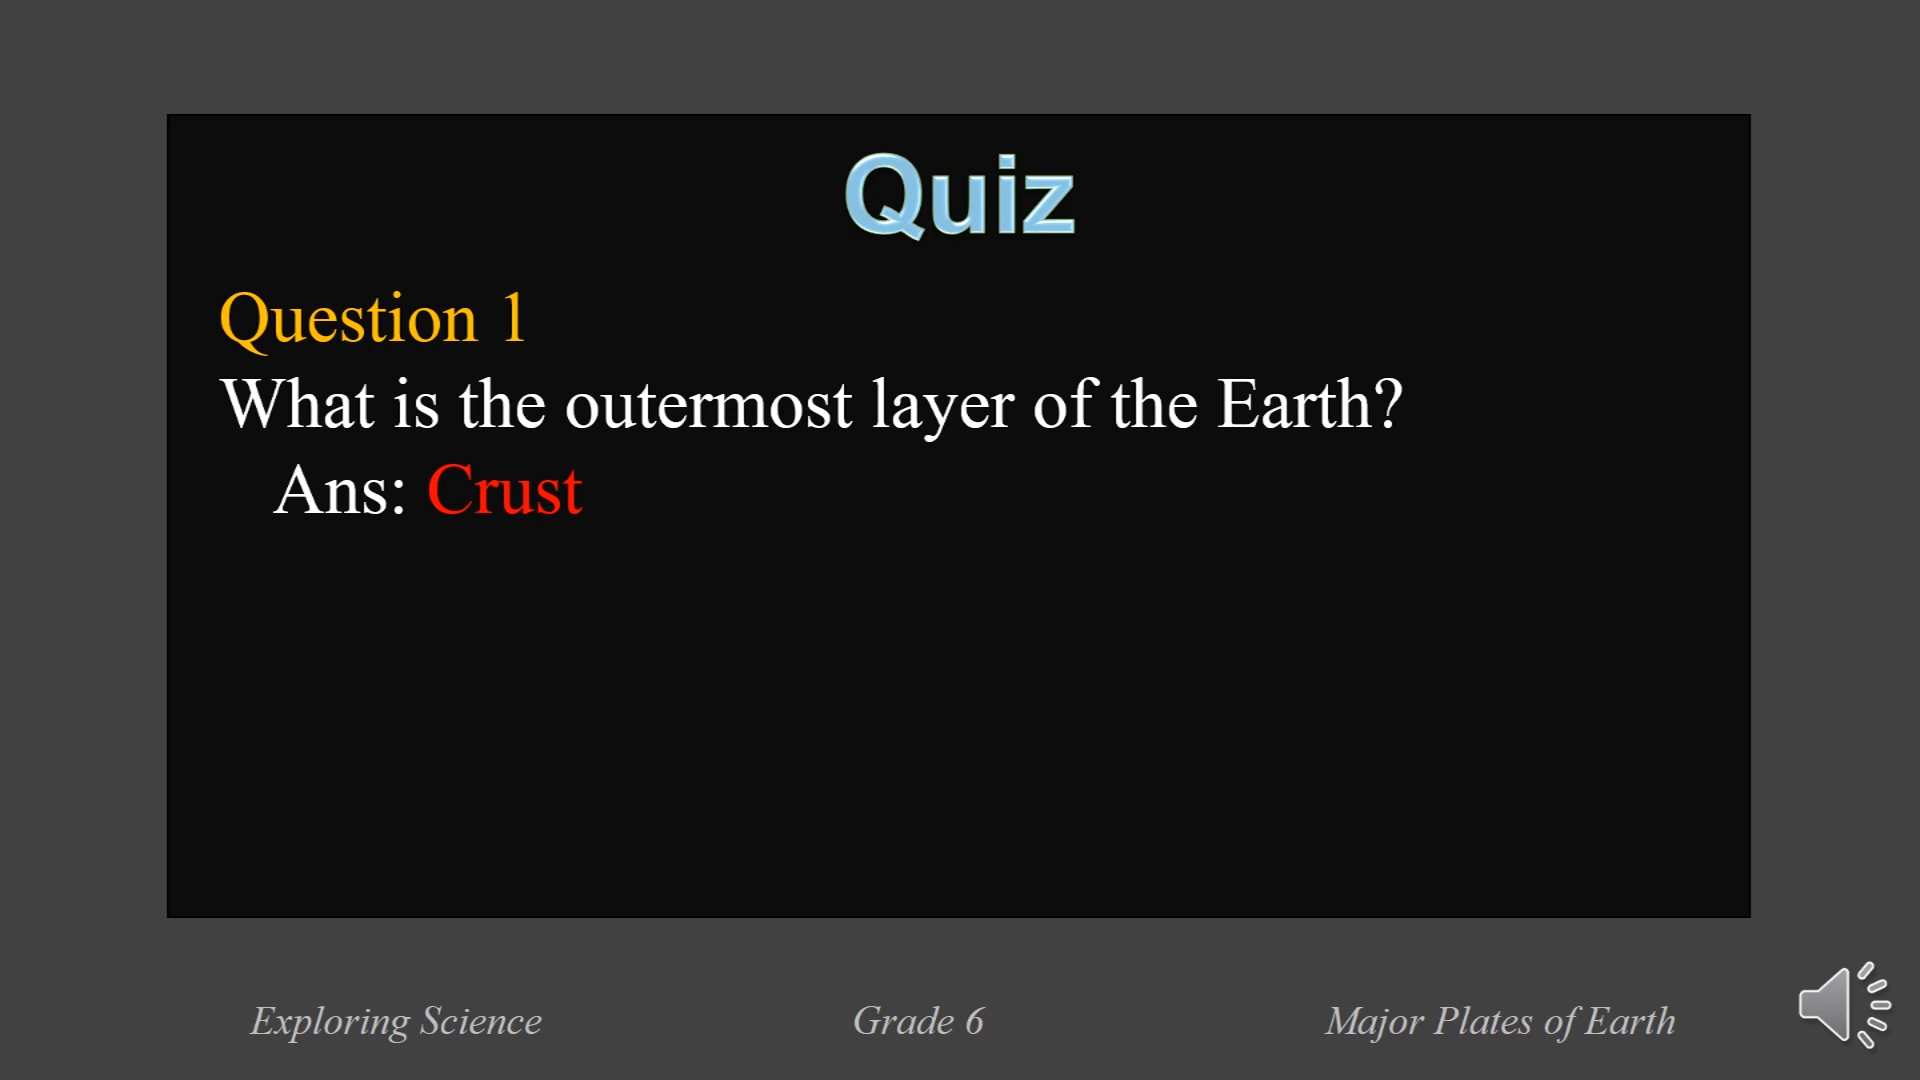 Quiz
Question 1
What is the outermost layer of the Earth?
Ans: Crust
Exploring Science
Grade 6
Major Plates of Earth